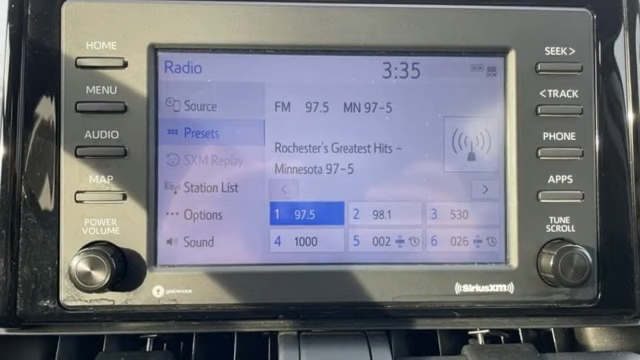 HOME
MENU
AUDIO
MAP
POWER
VOLUME
Radio
3:35
Source
Presets
SXM Replay
Station List
Options
Sound
FM 97.5 MN 97-5
Rochester's Greatest Hits –
Minnesota 97-5
1 97.5
2 98.1
3 530
4 1000
5 002
6 026
SEEK >
< TRACK
PHONE
APPS
TUNE
SCROLL
gracenote
((SiriusXM))